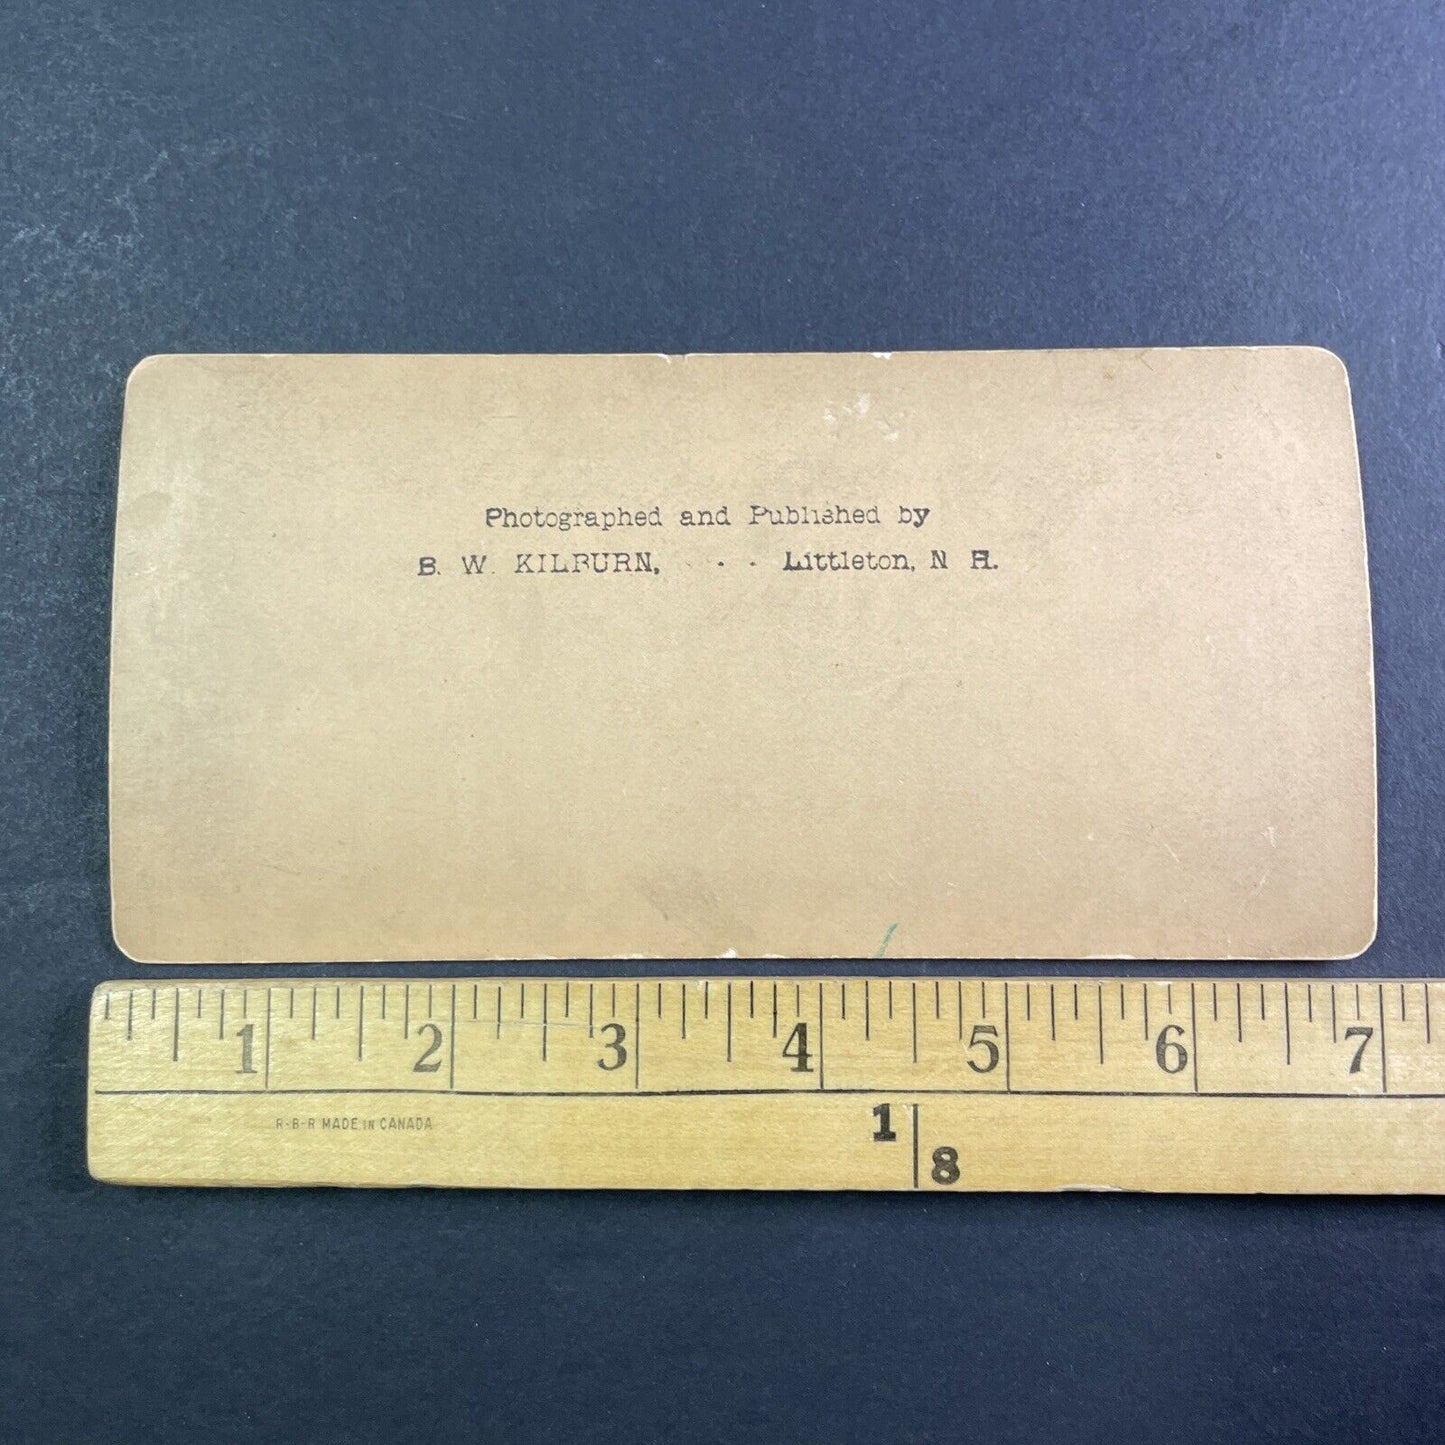 Photographed and Published by
B. W. KILBURN, . . Littleton, N H.
1 2 3 4 5 6 7
R-B-R MADE IN CANADA
1 8